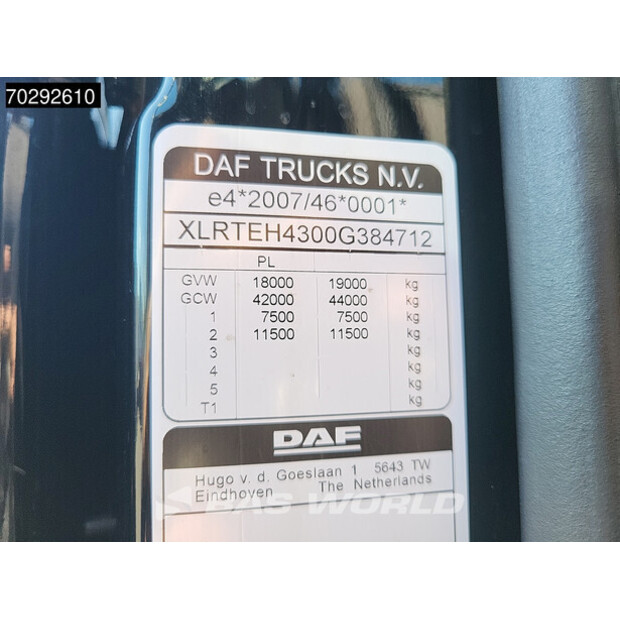 70292610
DAF TRUCKS N.V.
e4*2007/46*0001*
XLRTEH4300G384712
PL
GVW 18000 19000 kg
GCW 42000 44000 kg
1 7500 7500 kg
2 11500 11500 kg
3 kg
4 kg
5 kg
T1 kg
DAF
Hugo v. d. Goeslaan 1 5643 TW
Eindhoven The Netherlands
BAS WORLD